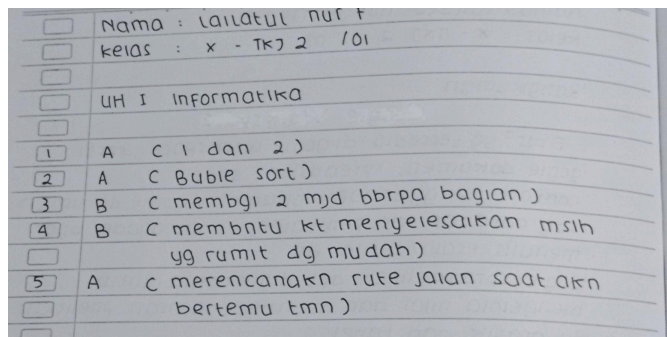 Nama : lailatul nur f
kelas : X - TKJ 2 / 01
UH I Informatika
1 A ( 1 dan 2 )
2 A ( Buble sort )
3 B ( membgi 2 mjd bbrpa bagian )
4 B ( membntu kt menyelesaikan mslh
yg rumit dg mudah )
5 A ( merencanakn rute jalan saat akn
bertemu tmn )